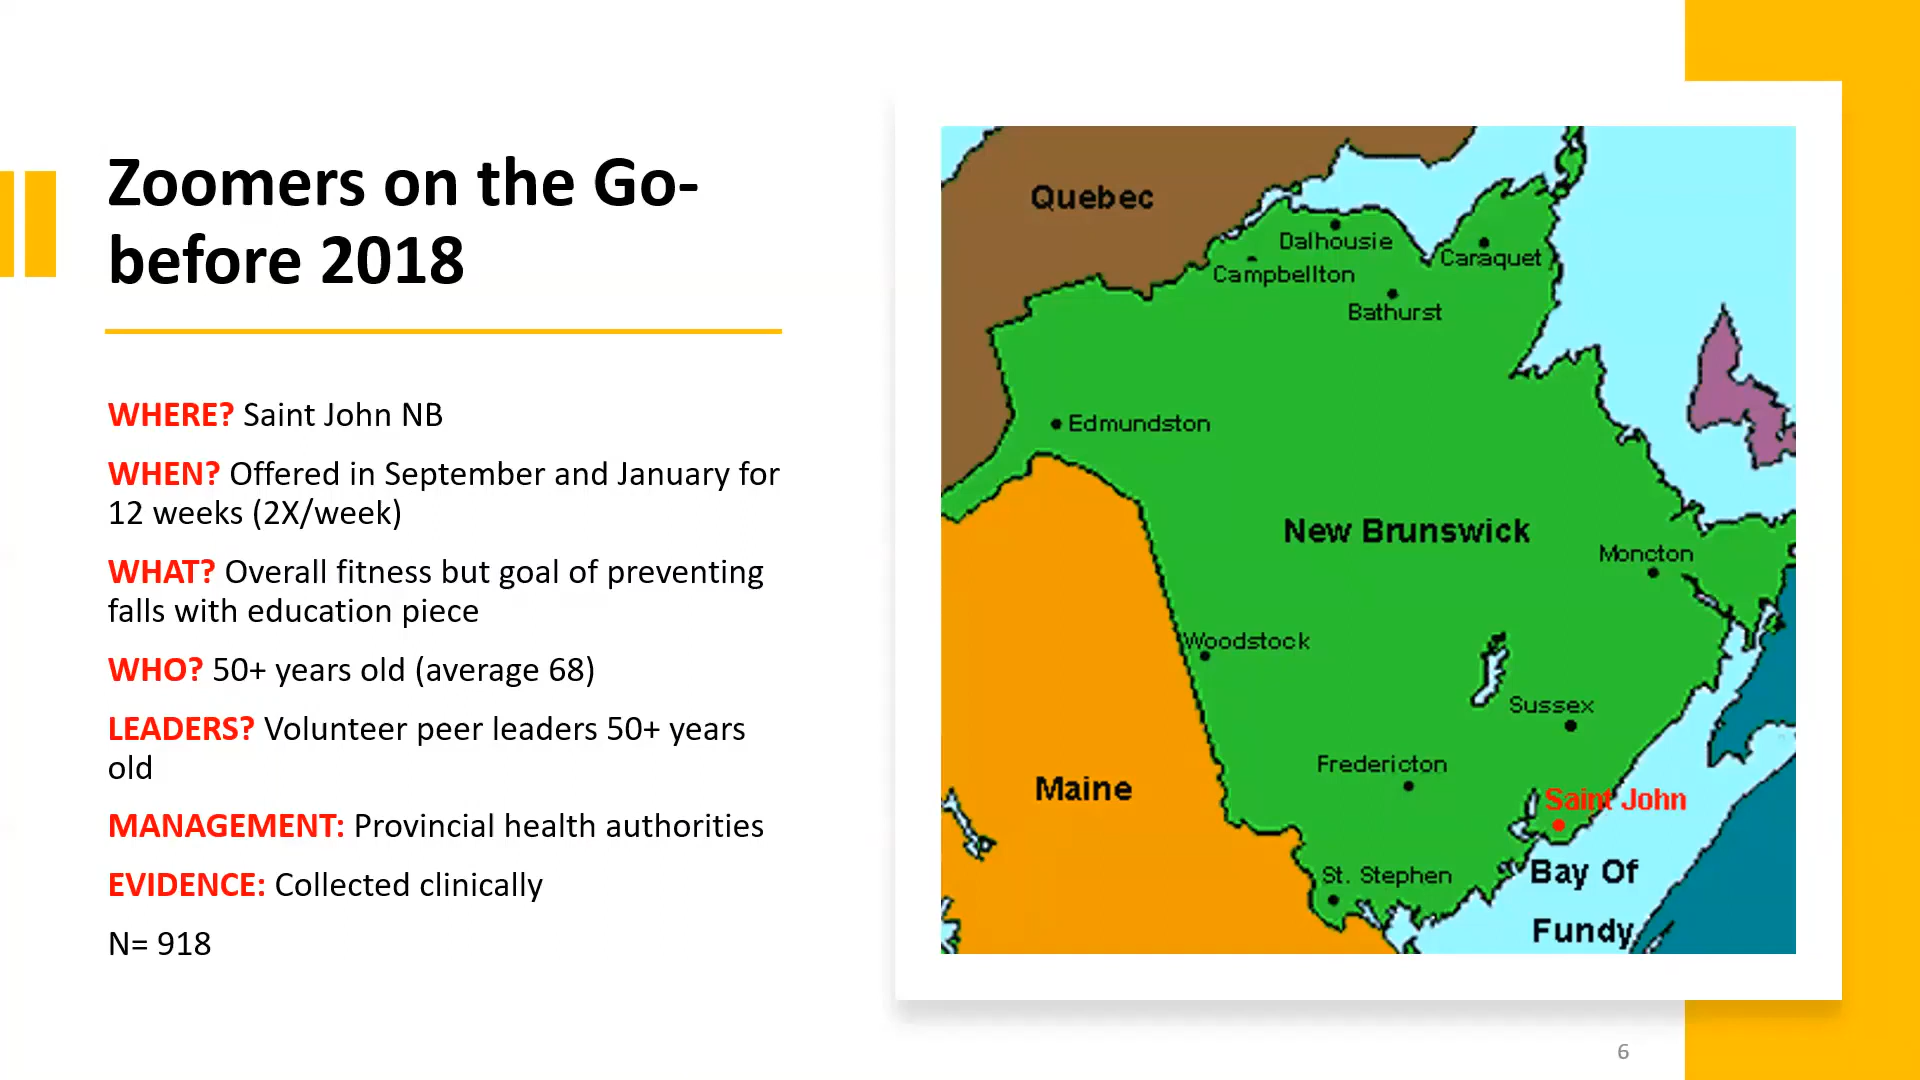 Zoomers on the Go-
before 2018
WHERE? Saint John NB
WHEN? Offered in September and January for
12 weeks (2X/week)
WHAT? Overall fitness but goal of preventing
falls with education piece
WHO? 50+ years old (average 68)
LEADERS? Volunteer peer leaders 50+ years
old
MANAGEMENT: Provincial health authorities
EVIDENCE: Collected clinically
N= 918
Quebec
Dalhousie
Caraquet
Campbellton
Bathurst
Edmundston
New Brunswick
Moncton
Woodstock
Sussex
Fredericton
Maine
Saint John
St. Stephen
Bay Of
Fundy
6